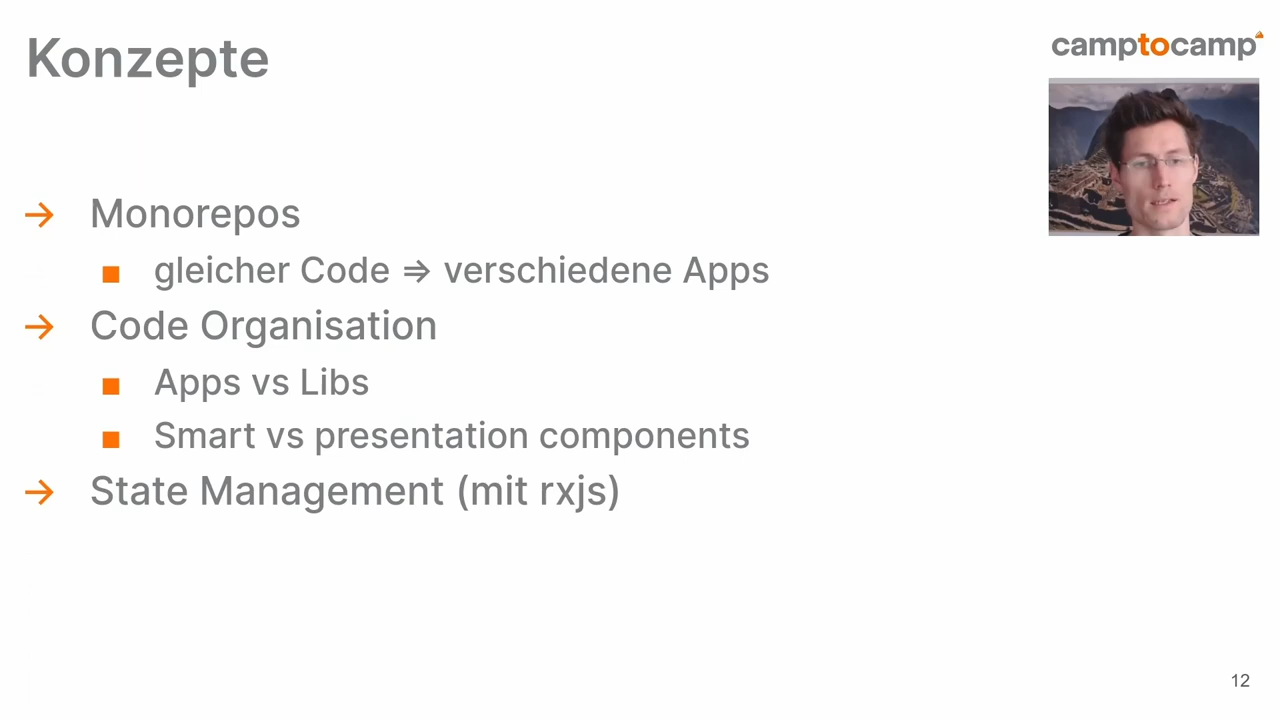 Konzepte
camptocamp
→ Monorepos
■ gleicher Code ⇒ verschiedene Apps
→ Code Organisation
■ Apps vs Libs
■ Smart vs presentation components
→ State Management (mit rxjs)
12